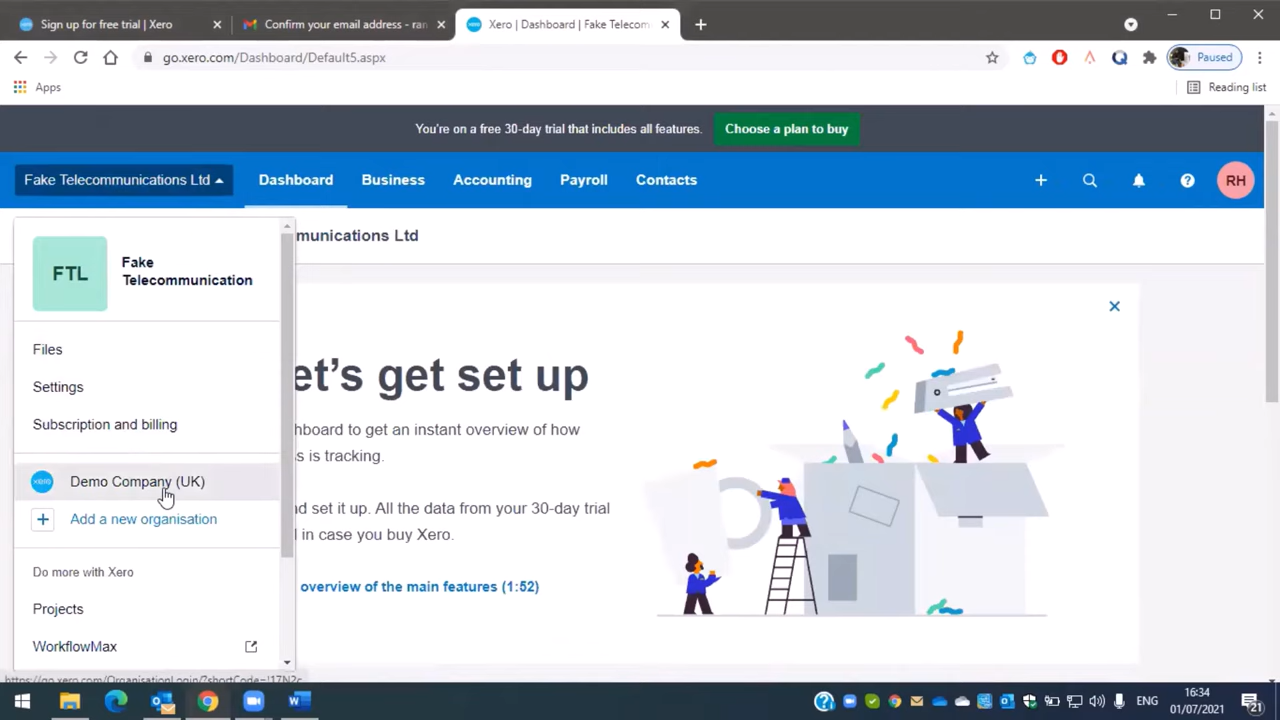 Sign up for free trial | Xero
Confirm your email address - ran
Xero | Dashboard | Fake Telecom
go.xero.com/Dashboard/Default5.aspx
Paused
Apps
Reading list
You're on a free 30-day trial that includes all features.
Choose a plan to buy
Fake Telecommunications Ltd
Dashboard
Business
Accounting
Payroll
Contacts
RH
munications Ltd
FTL
Fake
Telecommunication
Files
Settings
Subscription and billing
xero
Demo Company (UK)
Add a new organisation
Do more with Xero
Projects
WorkflowMax
et's get set up
hboard to get an instant overview of how
s is tracking.
nd set it up. All the data from your 30-day trial
l in case you buy Xero.
overview of the main features (1:52)
ENG
16:34
01/07/2021
21